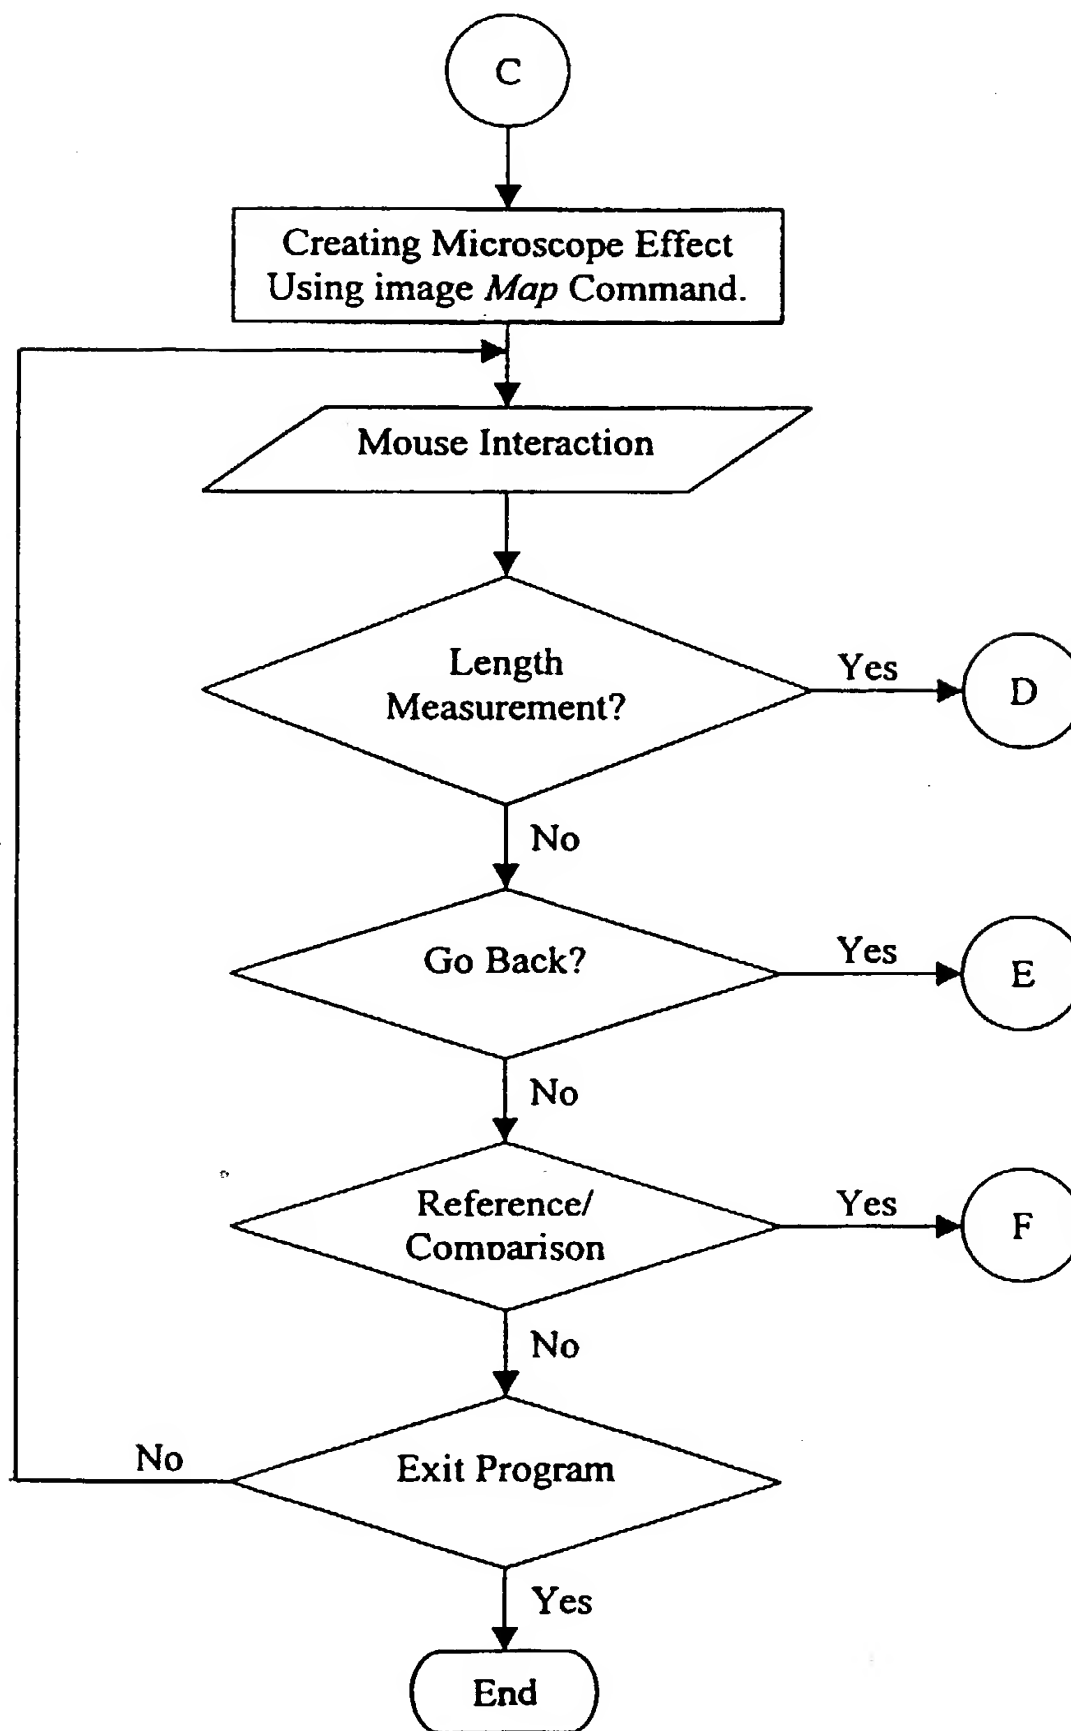 C
Creating Microscope Effect
Using image Map Command.
Mouse Interaction
Length
Measurement?
Yes
D
No
Go Back?
Yes
E
No
Reference/
Comparison
Yes
F
No
Exit Program
No
Yes
End